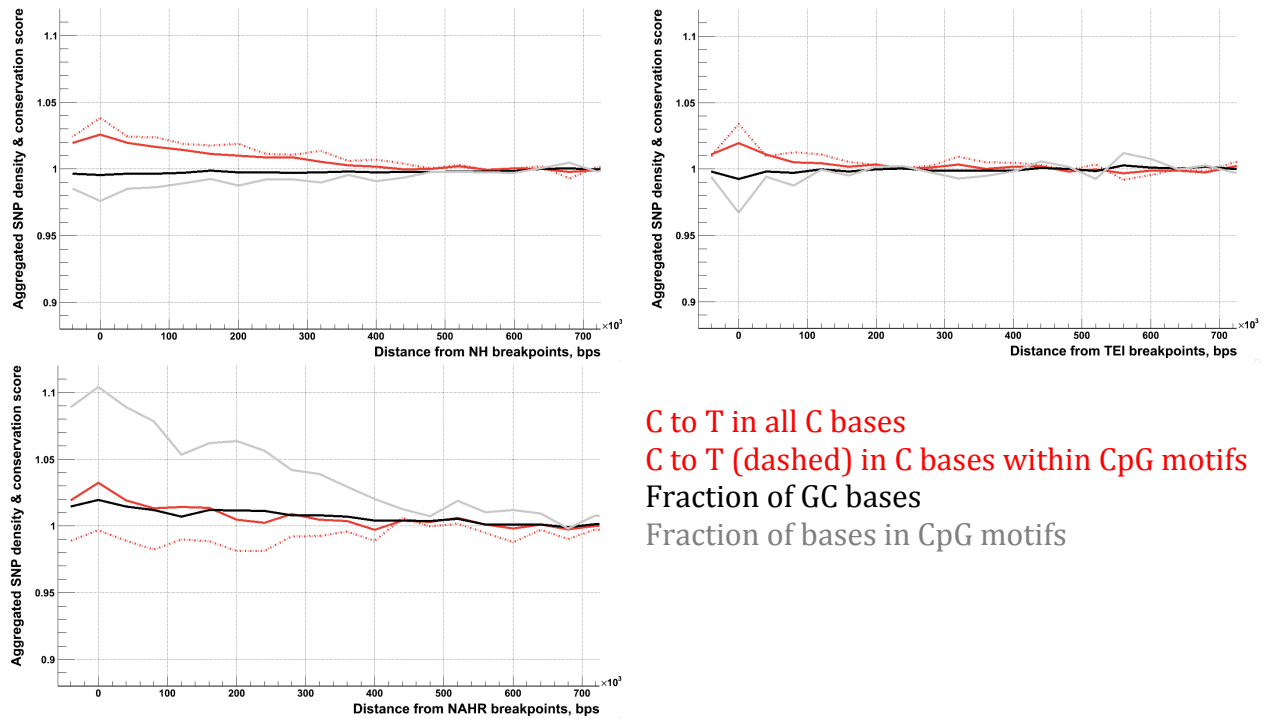 Aggregated SNP density & conservation score
1.1
1.05
1
0.95
0.9
0 100 200 300 400 500 600 700
×10³
Distance from NH breakpoints, bps
Aggregated SNP density & conservation score
1.1
1.05
1
0.95
0.9
0 100 200 300 400 500 600 700
×10³
Distance from TEI breakpoints, bps
Aggregated SNP density & conservation score
1.1
1.05
1
0.95
0.9
0 100 200 300 400 500 600 700
×10³
Distance from NAHR breakpoints, bps
C to T in all C bases
C to T (dashed) in C bases within CpG motifs
Fraction of GC bases
Fraction of bases in CpG motifs